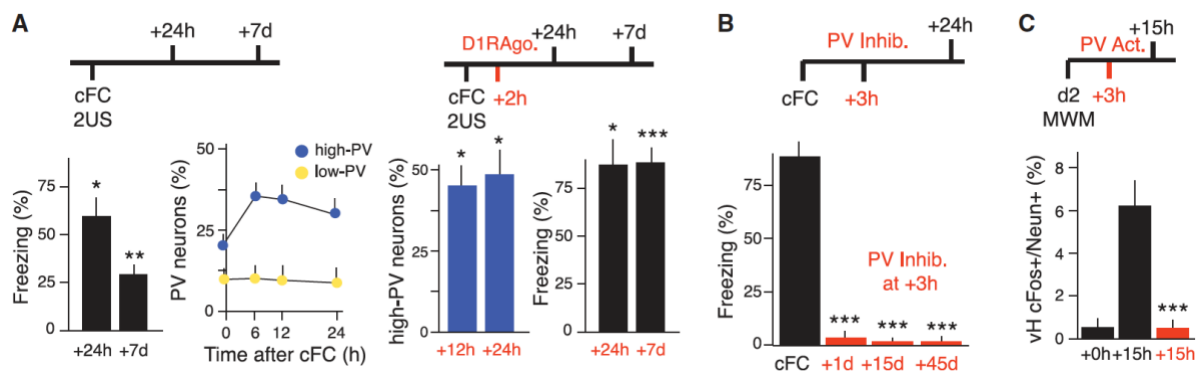 A
+24h
+7d
cFC
2US
Freezing (%)
75
50
25
0
*
**
+24h
+7d
PV neurons (%)
50
25
0
high-PV
low-PV
0
6
12
24
Time after cFC (h)
D1RAgo.
+24h
+7d
cFC
+2h
2US
high-PV neurons (%)
50
25
0
*
*
+12h
+24h
Freezing (%)
75
50
25
0
*
***
+24h
+7d
B
+24h
PV Inhib.
cFC
+3h
Freezing (%)
75
50
25
0
PV Inhib.
at +3h
***
***
***
cFC
+1d
+15d
+45d
C
+15h
PV Act.
d2
+3h
MWM
vH cFos+/Neun+ (%)
8
6
4
2
0
***
+0h
+15h
+15h